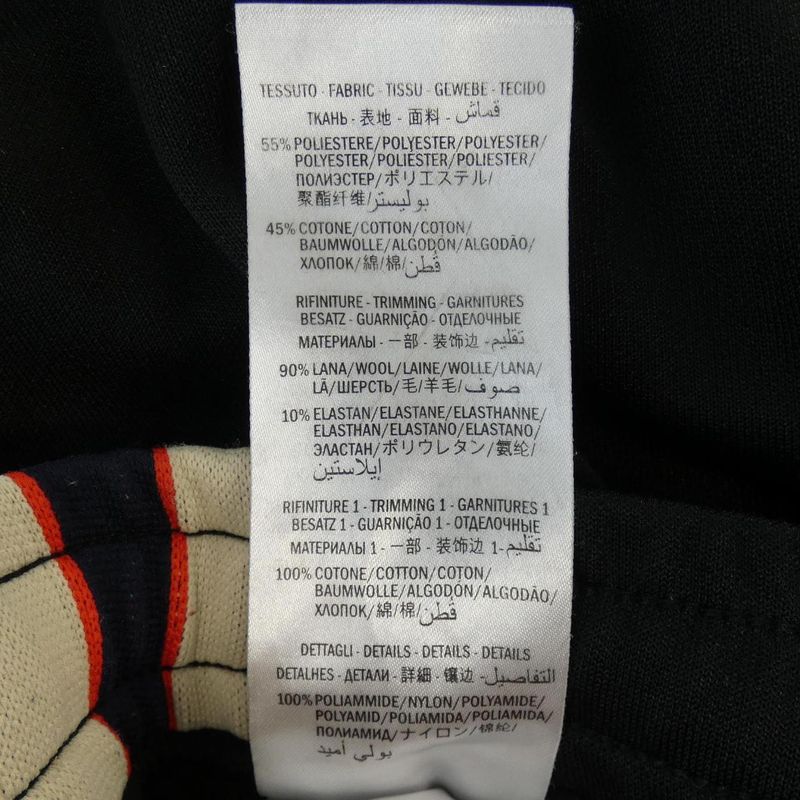 TESSUTO - FABRIC - TISSU - GEWEBE - TECIDO
ТКАНЬ - 表地 - 面料 - قماش
55% POLIESTERE/POLYESTER/POLYESTER/
POLYESTER/POLIÉSTER/POLIESTER/
ПОЛИЭСТЕР/ポリエステル/
聚酯纤维/بوليستر
45% COTONE/COTTON/COTON/
BAUMWOLLE/ALGODÓN/ALGODÃO/
ХЛОПОК/綿/棉/قطن
RIFINITURE - TRIMMING - GARNITURES
BESATZ - GUARNIÇÃO - ОТДЕЛОЧНЫЕ
МАТЕРИАЛЫ - 一部 - 装饰边 - تقليم
90% LANA/WOOL/LAINE/WOLLE/LANA/
LÃ/ШЕРСТЬ/毛/羊毛/صوف
10% ELASTAN/ELASTANE/ELASTHANNE/
ELASTHAN/ELASTANO/ELASTANO/
ЭЛАСТАН/ポリウレタン/氨纶/
إيلاستين
RIFINITURE 1 - TRIMMING 1 - GARNITURES 1
BESATZ 1 - GUARNIÇÃO 1 - ОТДЕЛОЧНЫЕ
МАТЕРИАЛЫ 1 - 一部 - 装饰边 1 - تقليم
100% COTONE/COTTON/COTON/
BAUMWOLLE/ALGODÓN/ALGODÃO/
ХЛОПОК/綿/棉/قطن
DETTAGLI - DETAILS - DETAILS - DETAILS
DETALHES - ДЕТАЛИ - 詳細 - 镶边 - التفاصيل
100% POLIAMMIDE/NYLON/POLYAMIDE/
POLYAMID/POLIAMIDA/POLIAMIDA/
ПОЛИАМИД/ナイロン/锦纶/
بولي أميد